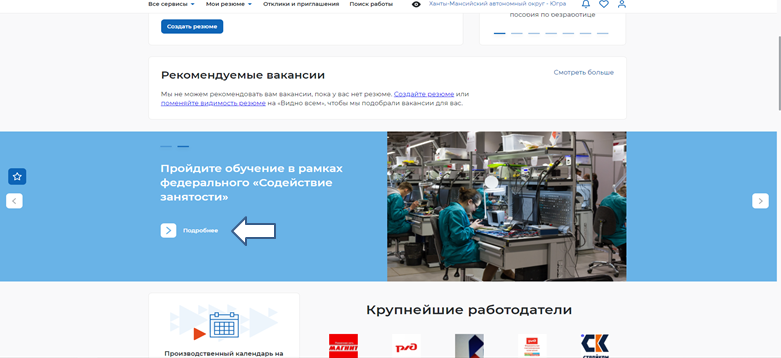 Все сервисы
Мои резюме
Отклики и приглашения
Поиск работы
Ханты-Мансийский автономный округ - Югра
Создать резюме
пособия по безработице
Рекомендуемые вакансии
Смотреть больше
Мы не можем рекомендовать вам вакансии, пока у вас нет резюме. Создайте резюме или
поменяйте видимость резюме на «Видно всем», чтобы мы подобрали вакансии для вас.
Пройдите обучение в рамках
федерального «Содействие
занятости»
Подробнее
Крупнейшие работодатели
МАГНИТ
ржд
СК
Производственный календарь на